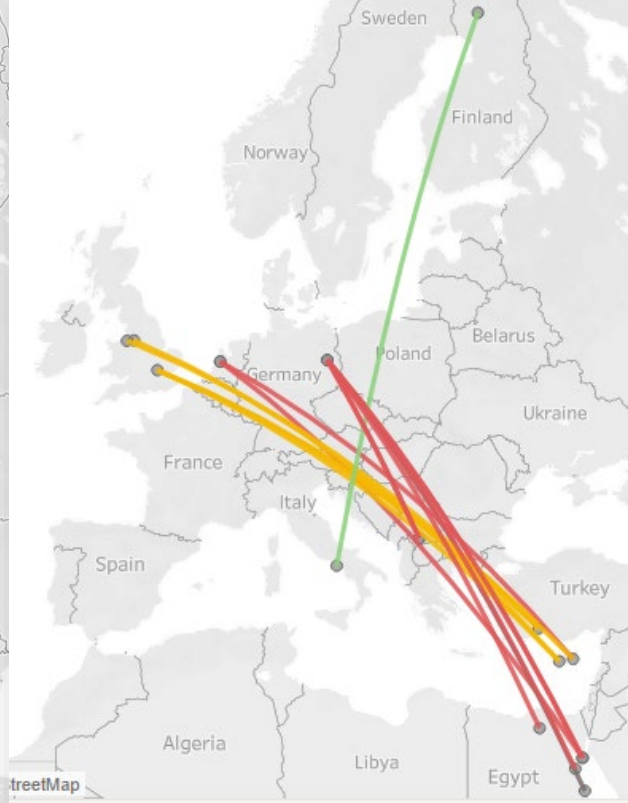 Sweden
Finland
Norway
Belarus
Poland
Germany
Ukraine
France
Italy
Spain
Turkey
Algeria
Libya
Egypt
treetMap